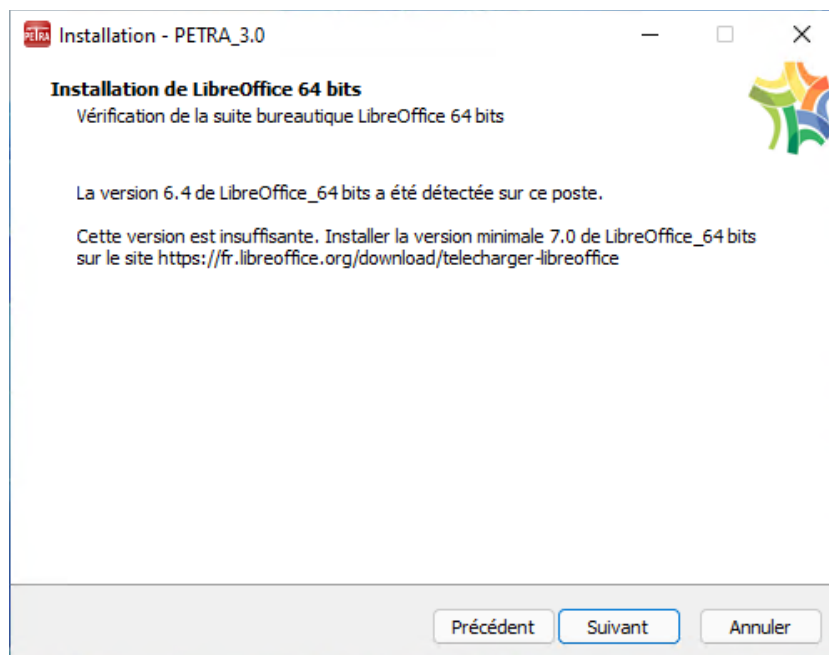 PETRA Installation - PETRA_3.0
Installation de LibreOffice 64 bits
Vérification de la suite bureautique LibreOffice 64 bits
La version 6.4 de LibreOffice_64 bits a été détectée sur ce poste.
Cette version est insuffisante. Installer la version minimale 7.0 de LibreOffice_64 bits
sur le site https://fr.libreoffice.org/download/telecharger-libreoffice
Précédent Suivant Annuler